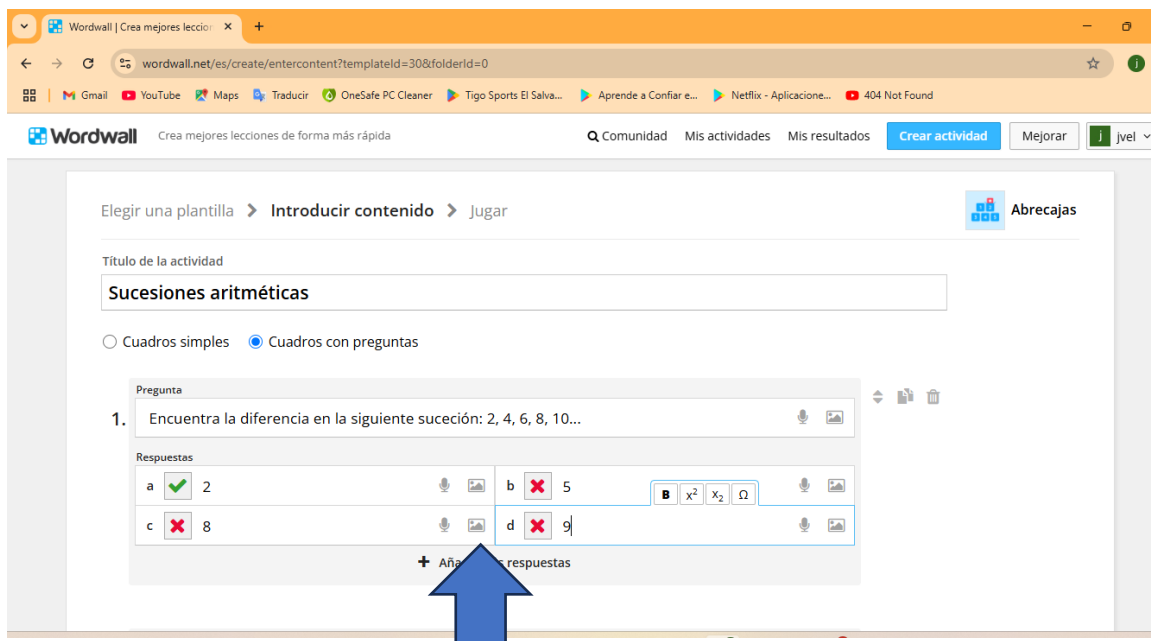 Wordwall | Crea mejores leccior
wordwall.net/es/create/entercontent?templateId=30&folderId=0
j
Gmail YouTube Maps Traducir OneSafe PC Cleaner Tigo Sports El Salva... Aprende a Confiar e... Netflix - Aplicacione... 404 Not Found
Wordwall Crea mejores lecciones de forma más rápida Comunidad Mis actividades Mis resultados Crear actividad Mejorar j jvel
Elegir una plantilla > Introducir contenido > Jugar Abrecajas
Título de la actividad
Sucesiones aritméticas
Cuadros simples Cuadros con preguntas
Pregunta
1. Encuentra la diferencia en la siguiente suceción: 2, 4, 6, 8, 10...
Respuestas
a 2 b 5 B x² x₂ Ω
c 8 d 9
+ respuestas